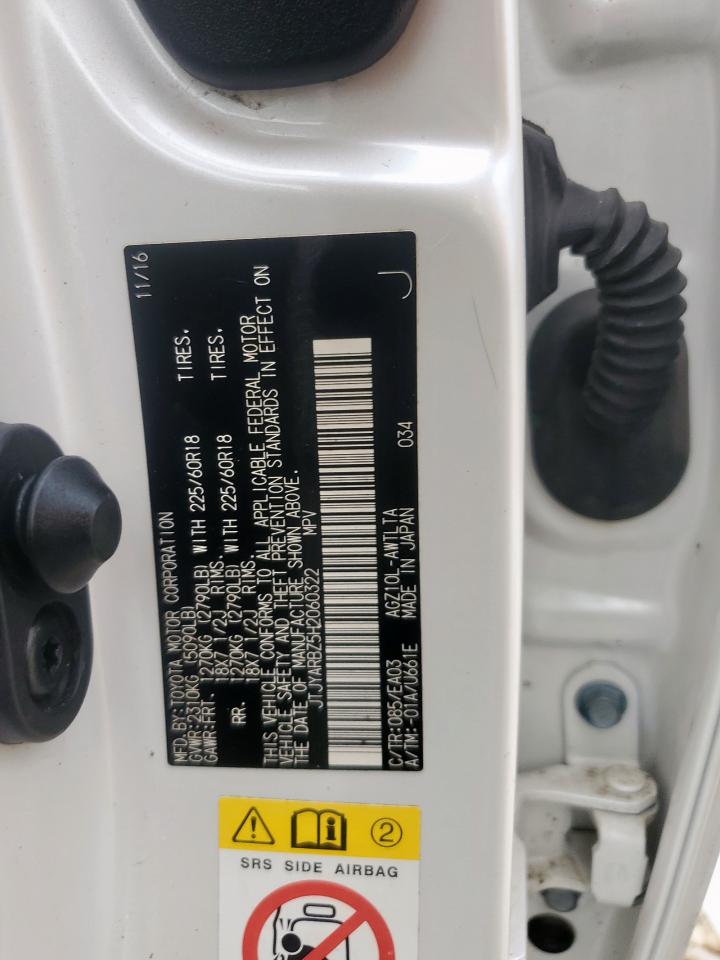 MFD.BY:TOYOTA MOTOR CORPORATION 11/16
GVWR:2310KG (5090LB)
GAWR:FRT. 1270KG (2790LB) WITH 225/60R18 TIRES.
18X7 1/2J RIMS.
RR. 1270KG (2790LB) WITH 225/60R18 TIRES.
18X7 1/2J RIMS.
THIS VEHICLE CONFORMS TO ALL APPLICABLE FEDERAL MOTOR
VEHICLE SAFETY AND THEFT PREVENTION STANDARDS IN EFFECT ON
THE DATE OF MANUFACTURE SHOWN ABOVE.
JTJYARBZ5H2060322 MPV
C/TR:085/EA03 AGZ10L-AWTLTA 034 J
A/TM:-01A/U661E MADE IN JAPAN
2
SRS SIDE AIRBAG